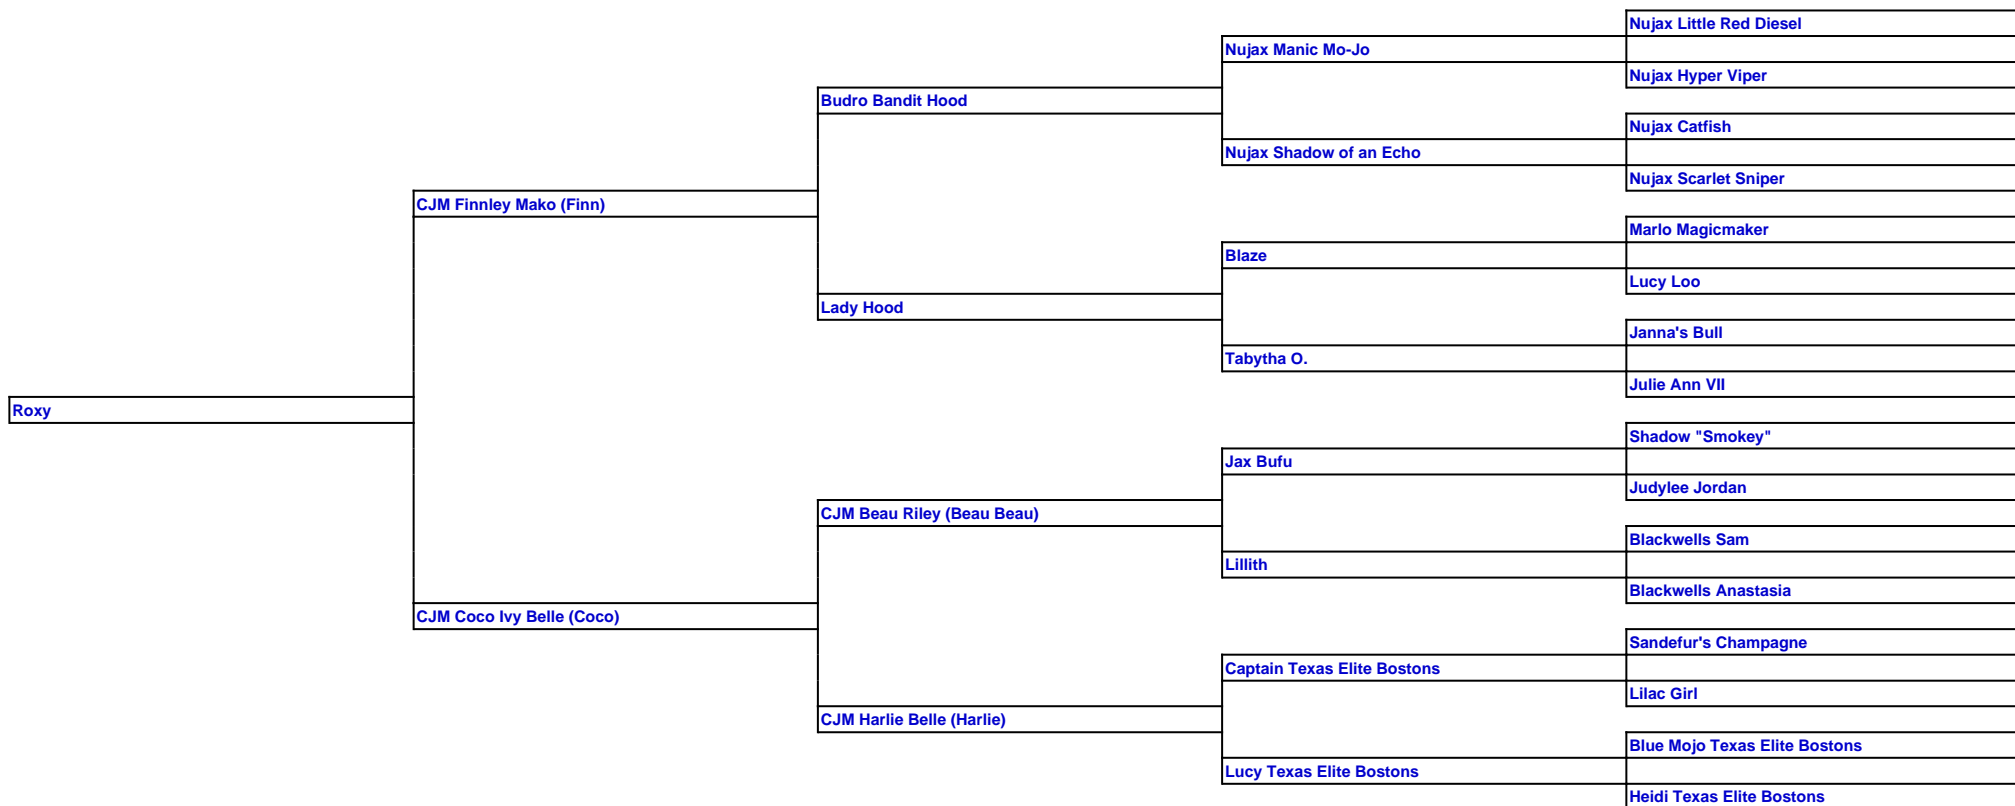 Nujax Little Red Diesel
Nujax Manic Mo-Jo
Nujax Hyper Viper
Budro Bandit Hood
Nujax Catfish
Nujax Shadow of an Echo
Nujax Scarlet Sniper
CJM Finnley Mako (Finn)
Marlo Magicmaker
Blaze
Lucy Loo
Lady Hood
Janna's Bull
Tabytha O.
Julie Ann VII
Roxy
Shadow "Smokey"
Jax Bufu
Judylee Jordan
CJM Beau Riley (Beau Beau)
Blackwells Sam
Lillith
Blackwells Anastasia
CJM Coco Ivy Belle (Coco)
Sandefur's Champagne
Captain Texas Elite Bostons
Lilac Girl
CJM Harlie Belle (Harlie)
Blue Mojo Texas Elite Bostons
Lucy Texas Elite Bostons
Heidi Texas Elite Bostons